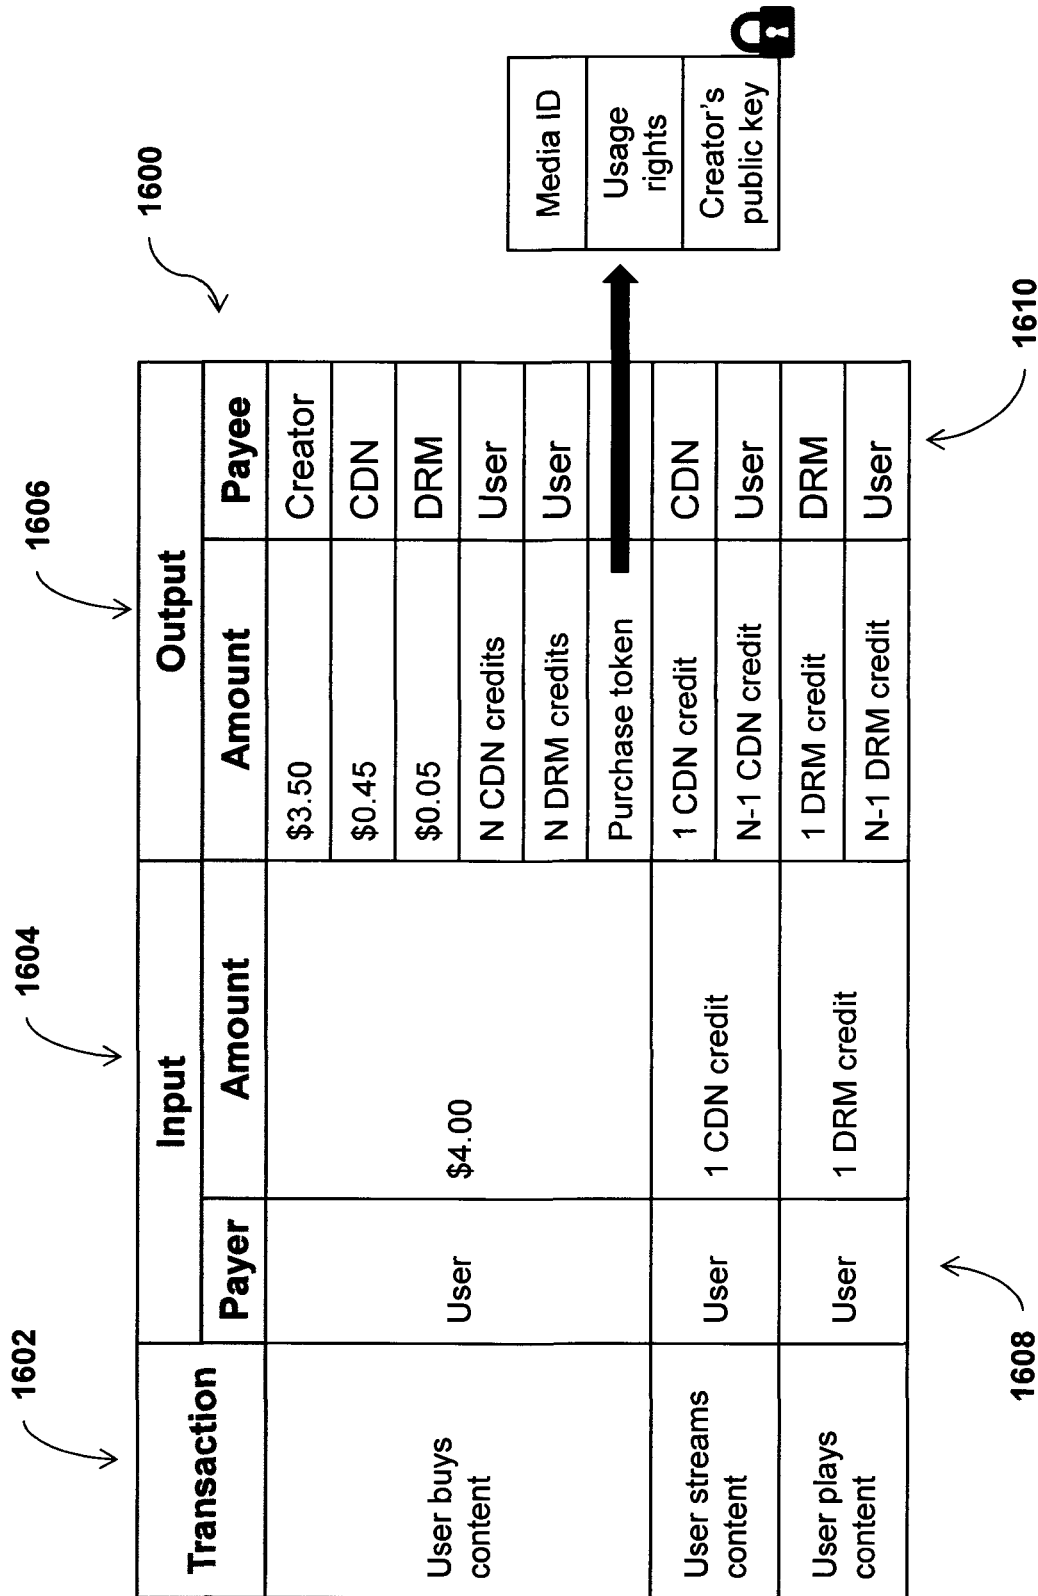 1600
1602
1604
1606
Transaction
Input
Output
Payer
Amount
Amount
Payee
User buys
content
User
$4.00
$3.50
Creator
$0.45
CDN
$0.05
DRM
N CDN credits
User
N DRM credits
User
Purchase token
Media ID
Usage
rights
Creator's
public key
User streams
content
User
1 CDN credit
1 CDN credit
CDN
N-1 CDN credit
User
User plays
content
User
1 DRM credit
1 DRM credit
DRM
N-1 DRM credit
User
1608
1610